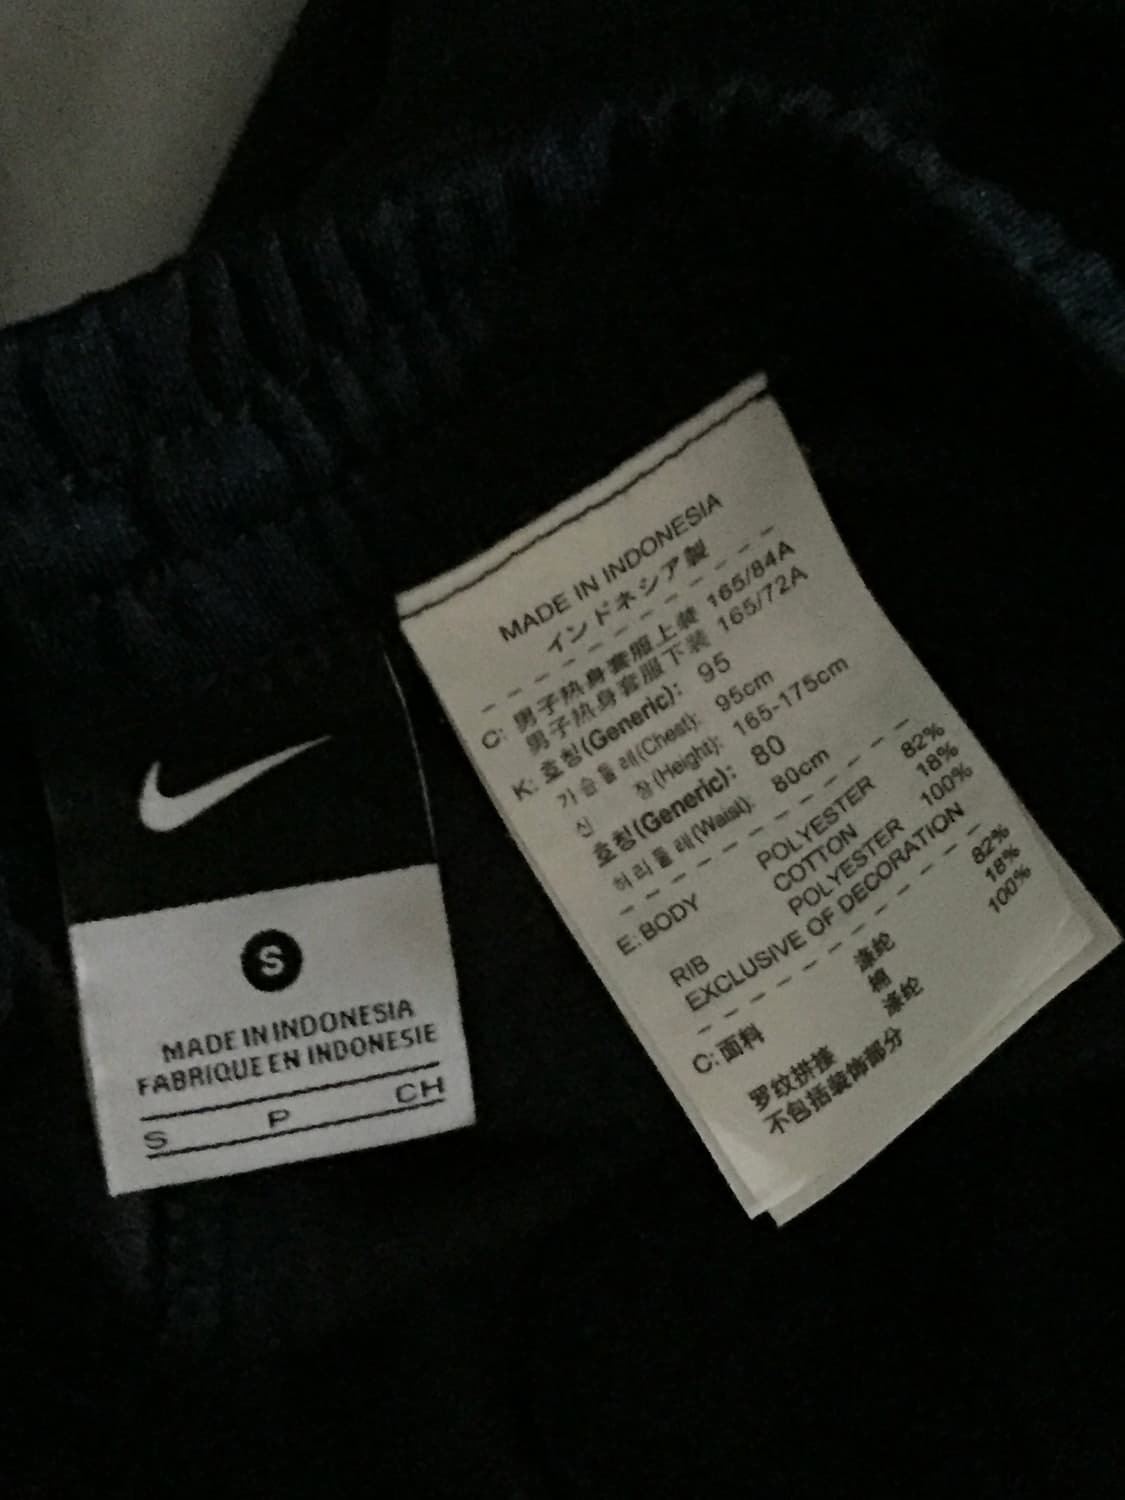 S
MADE IN INDONESIA
FABRIQUE EN INDONESIE
S P CH
MADE IN INDONESIA
インドネシア製
C: 男子热身套服上装 165/84A
男子热身套服下装 165/72A
K: 호칭(Generic): 95
가슴둘레(Chest): 95cm
신 장(Height): 165-175cm
호칭(Generic): 80
허리둘레(Waist): 80cm
E: BODY POLYESTER 82%
COTTON 18%
RIB POLYESTER 100%
EXCLUSIVE OF DECORATION
C: 面料 涤纶 82%
棉 18%
罗纹拼接 涤纶 100%
不包括装饰部分